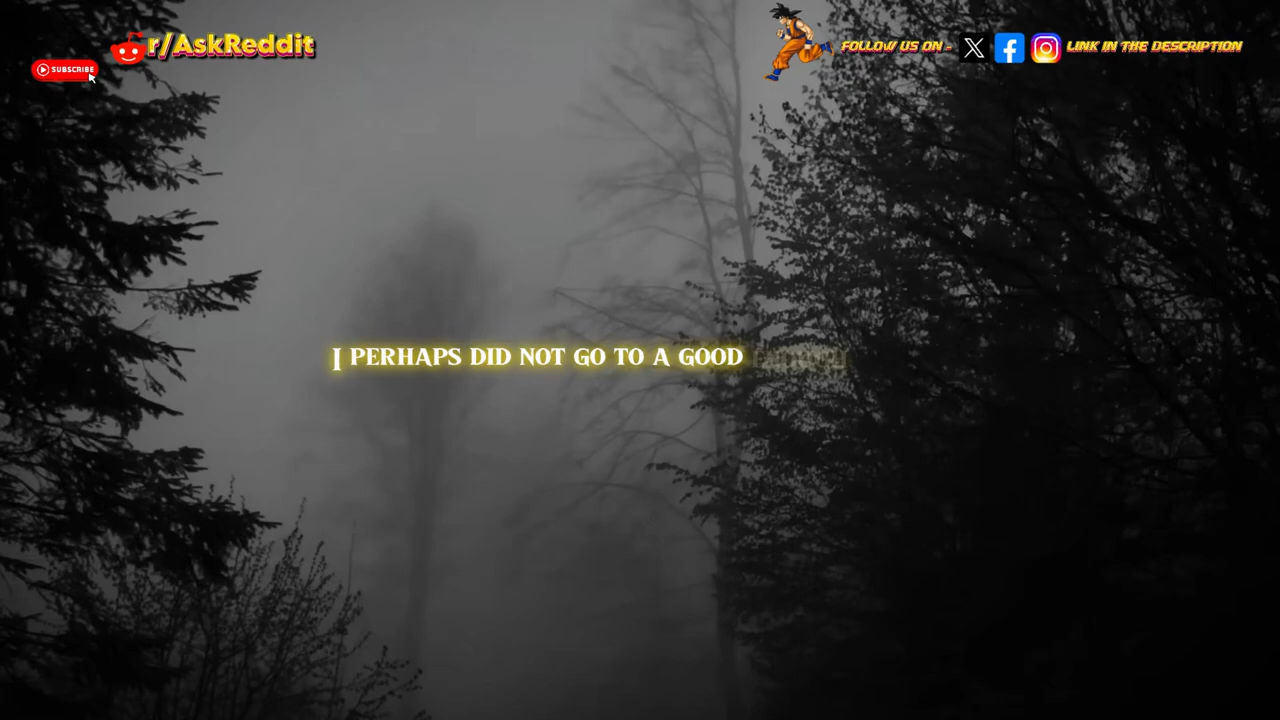 r/AskReddit
SUBSCRIBE
FOLLOW US ON -
LINK IN THE DESCRIPTION
I PERHAPS DID NOT GO TO A GOOD